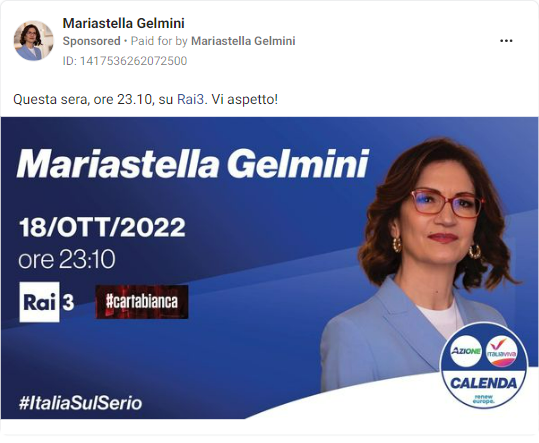 Mariastella Gelmini
Sponsored • Paid for by Mariastella Gelmini
ID: 1417536262072500
Questa sera, ore 23.10, su Rai3. Vi aspetto!
Mariastella Gelmini
18/OTT/2022
ore 23:10
Rai 3 #cartabianca
AZIONE ITALIAVIVA
CALENDA
renew
europe.
#ItaliaSulSerio